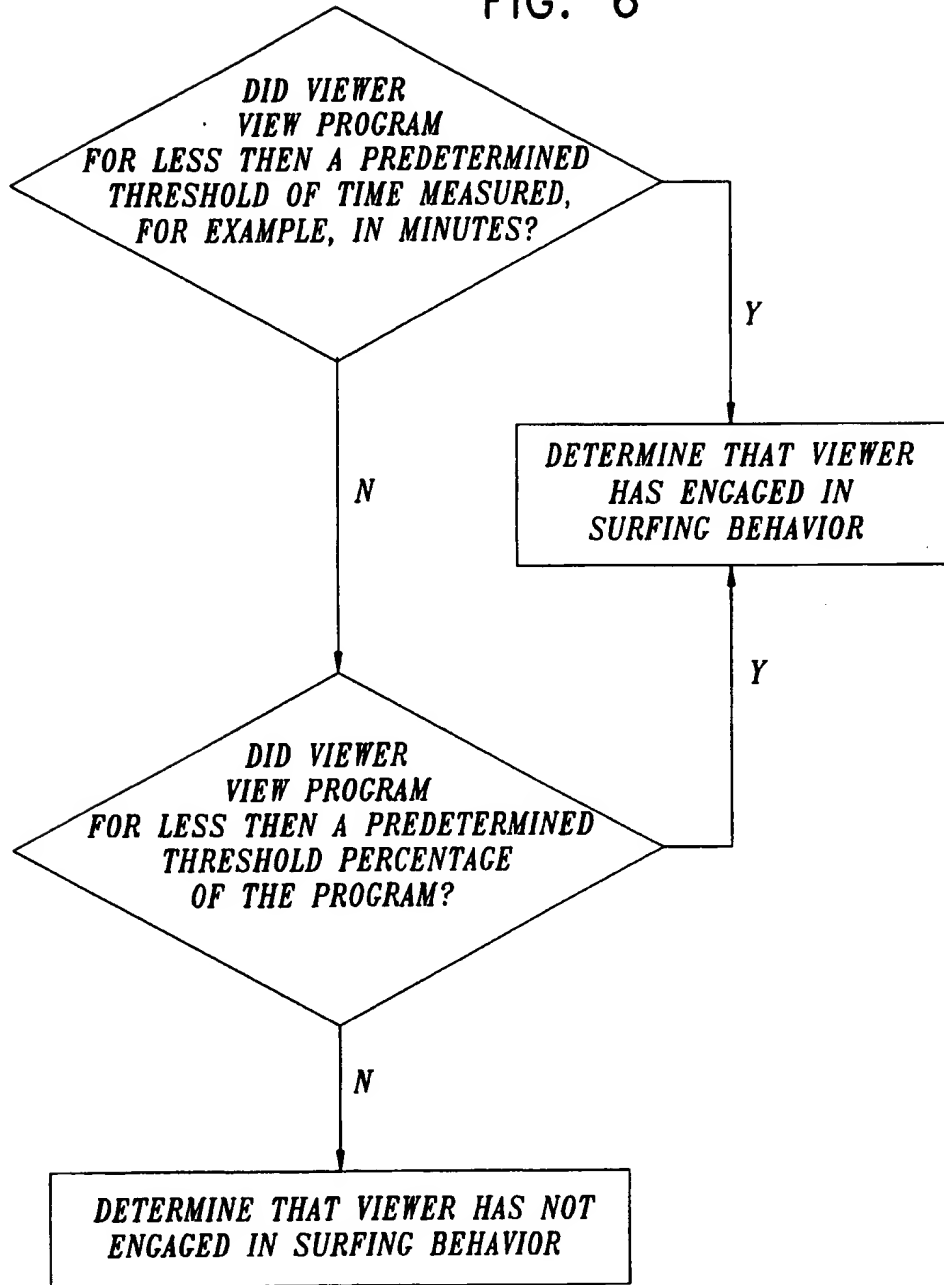 FIG. 6
DID VIEWER
VIEW PROGRAM
FOR LESS THEN A PREDETERMINED
THRESHOLD OF TIME MEASURED,
FOR EXAMPLE, IN MINUTES?
Y
N
DETERMINE THAT VIEWER
HAS ENGAGED IN
SURFING BEHAVIOR
Y
DID VIEWER
VIEW PROGRAM
FOR LESS THEN A PREDETERMINED
THRESHOLD PERCENTAGE
OF THE PROGRAM?
N
DETERMINE THAT VIEWER HAS NOT
ENGAGED IN SURFING BEHAVIOR